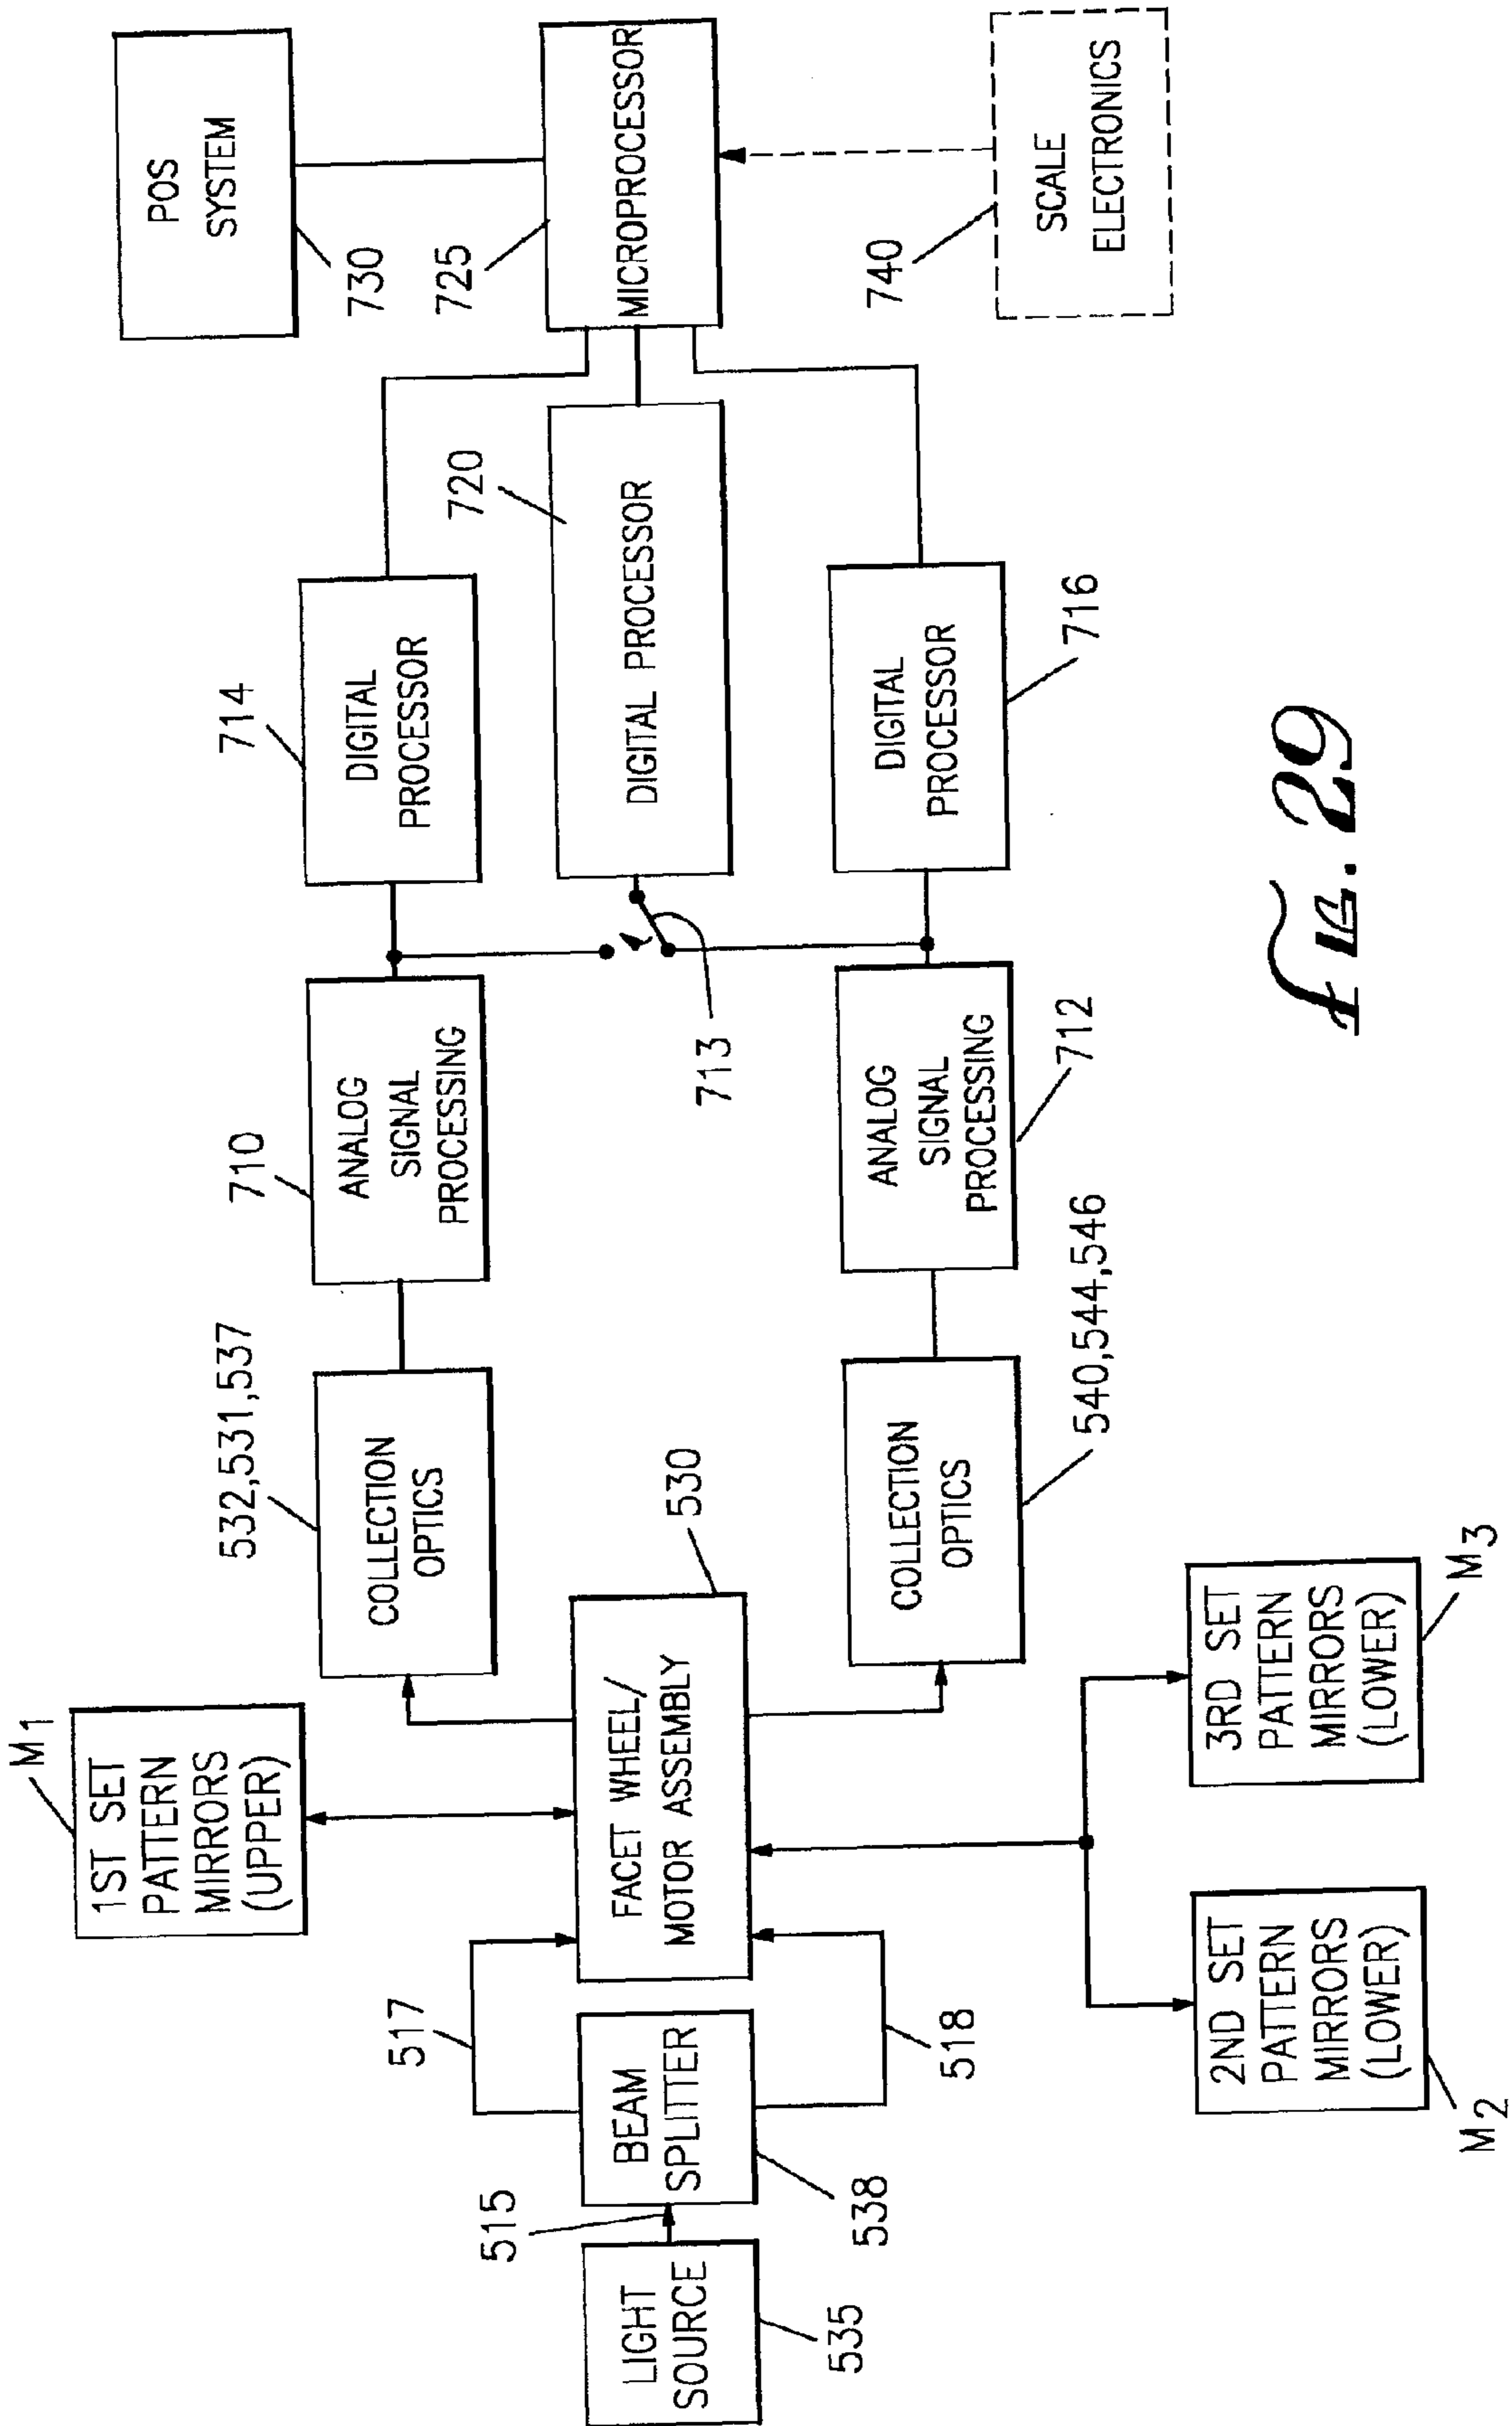 POS
SYSTEM
730
725
MICROPROCESSOR
740
SCALE
ELECTRONICS
714
DIGITAL
PROCESSOR
720
DIGITAL PROCESSOR
DIGITAL
PROCESSOR
716
710
ANALOG
SIGNAL
PROCESSING
713
ANALOG
SIGNAL
PROCESSING
712
532,531,537
COLLECTION
OPTICS
COLLECTION
OPTICS
540,544,546
M1
1ST SET
PATTERN
MIRRORS
(UPPER)
530
FACET WHEEL/
MOTOR ASSEMBLY
517
518
515
BEAM
SPLITTER
538
LIGHT
SOURCE
535
2ND SET
PATTERN
MIRRORS
(LOWER)
M2
3RD SET
PATTERN
MIRRORS
(LOWER)
M3
FIG. 29